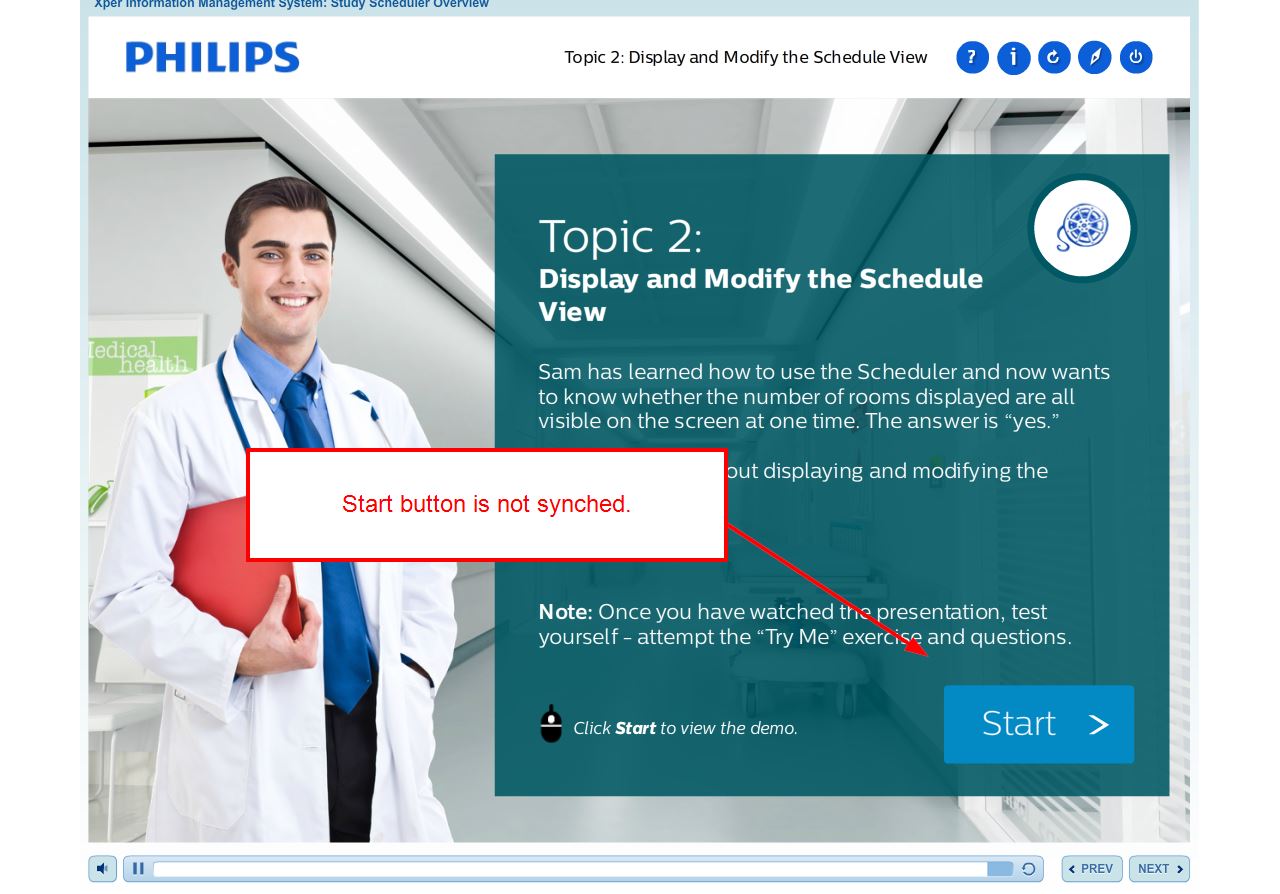 Xper Information Management System: Study Scheduler Overview
PHILIPS
Topic 2: Display and Modify the Schedule View
Topic 2:
Display and Modify the Schedule
View
Medical
health
Sam has learned how to use the Scheduler and now wants
to know whether the number of rooms displayed are all
visible on the screen at one time. The answer is “yes.”
out displaying and modifying the
Start button is not synched.
Note: Once you have watched the presentation, test
yourself – attempt the “Try Me” exercise and questions.
Click Start to view the demo.
Start >
PREV
NEXT